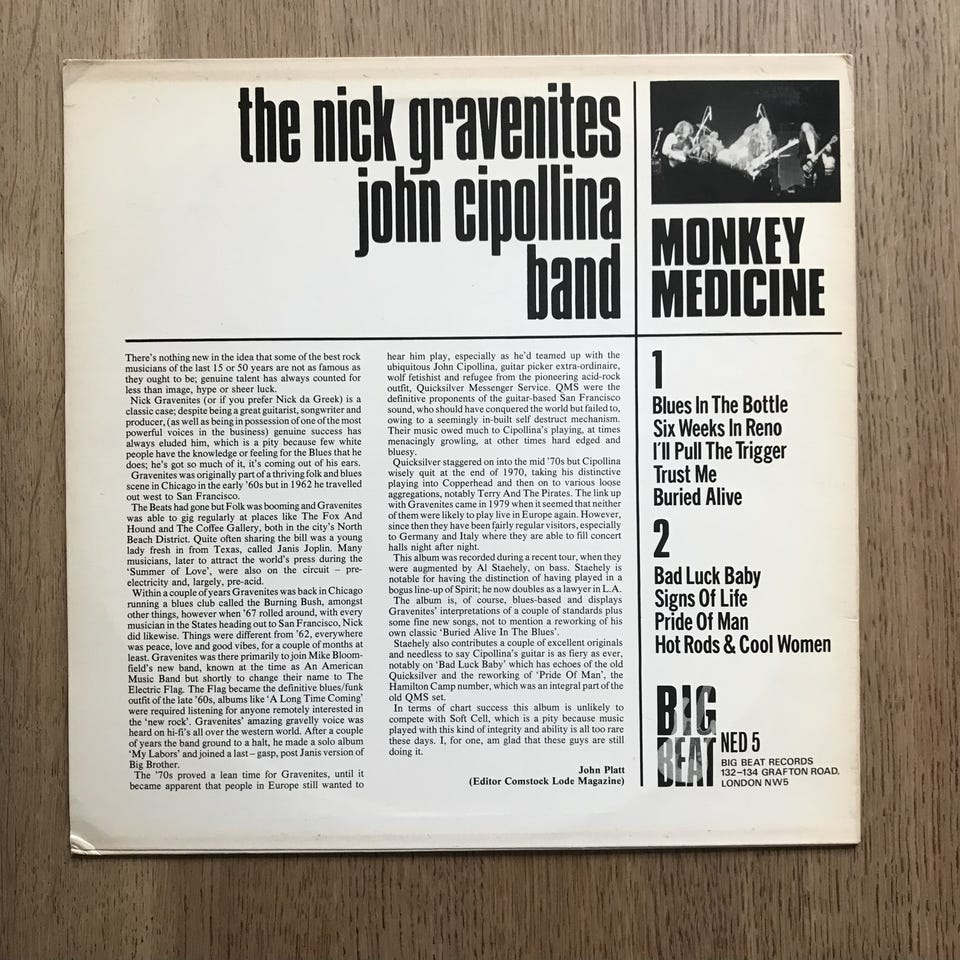 the nick gravenites
john cipollina
band
MONKEY
MEDICINE
There's nothing new in the idea that some of the best rock
musicians of the last 15 or 50 years are not as famous as
they ought to be; genuine talent has always counted for
less than image, hype or sheer luck.
Nick Gravenites (or if you prefer Nick da Greek) is a
classic case; despite being a great guitarist, songwriter and
producer, (as well as being in possession of one of the most
powerful voices in the business) genuine success has
always eluded him, which is a pity because few white
people have the knowledge or feeling for the Blues that he
does; he's got so much of it, it's coming out of his ears.
Gravenites was originally part of a thriving folk and blues
scene in Chicago in the early '60s but in 1962 he travelled
out west to San Francisco.
The Beats had gone but Folk was booming and Gravenites
was able to gig regularly at places like The Fox And
Hound and The Coffee Gallery, both in the city's North
Beach District. Quite often sharing the bill was a young
lady fresh in from Texas, called Janis Joplin. Many
musicians, later to attract the world's press during the
'Summer of Love', were also on the circuit – pre-
electricity and, largely, pre-acid.
Within a couple of years Gravenites was back in Chicago
running a blues club called the Burning Bush, amongst
other things, however when '67 rolled around, with every
musician in the States heading out to San Francisco, Nick
did likewise. Things were different from '62, everywhere
was peace, love and good vibes, for a couple of months at
least. Gravenites was there primarily to join Mike Bloom-
field's new band, known at the time as An American
Music Band but shortly to change their name to The
Electric Flag. The Flag became the definitive blues/funk
outfit of the late '60s, albums like 'A Long Time Coming'
were required listening for anyone remotely interested in
the 'new rock'. Gravenites' amazing gravelly voice was
heard on hi-fi's all over the western world. After a couple
of years the band ground to a halt, he made a solo album
'My Labors' and joined a last – gasp, post Janis version of
Big Brother.
The '70s proved a lean time for Gravenites, until it
became apparent that people in Europe still wanted to
hear him play, especially as he'd teamed up with the
ubiquitous John Cipollina, guitar picker extra-ordinaire,
wolf fetishist and refugee from the pioneering acid-rock
outfit, Quicksilver Messenger Service. QMS were the
definitive proponents of the guitar-based San Francisco
sound, who should have conquered the world but failed to,
owing to a seemingly in-built self destruct mechanism.
Their music owed much to Cipollina's playing, at times
menacingly growling, at other times hard edged and
bluesy.
Quicksilver staggered on into the mid '70s but Cipollina
wisely quit at the end of 1970, taking his distinctive
playing into Copperhead and then on to various loose
aggregations, notably Terry And The Pirates. The link up
with Gravenites came in 1979 when it seemed that neither
of them were likely to play live in Europe again. However,
since then they have been fairly regular visitors, especially
to Germany and Italy where they are able to fill concert
halls night after night.
This album was recorded during a recent tour, when they
were augmented by Al Staehely, on bass. Staehely is
notable for having the distinction of having played in a
bogus line-up of Spirit; he now doubles as a lawyer in L.A.
The album is, of course, blues-based and displays
Gravenites' interpretations of a couple of standards plus
some fine new songs, not to mention a reworking of his
own classic 'Buried Alive In The Blues'.
Staehely also contributes a couple of excellent originals
and needless to say Cipollina's guitar is as fiery as ever,
notably on 'Bad Luck Baby' which has echoes of the old
Quicksilver and the reworking of 'Pride Of Man', the
Hamilton Camp number, which was an integral part of the
old QMS set.
In terms of chart success this album is unlikely to
compete with Soft Cell, which is a pity because music
played with this kind of integrity and ability is all too rare
these days. I, for one, am glad that these guys are still
doing it.
John Platt
(Editor Comstock Lode Magazine)
1
Blues In The Bottle
Six Weeks In Reno
I'll Pull The Trigger
Trust Me
Buried Alive
2
Bad Luck Baby
Signs Of Life
Pride Of Man
Hot Rods & Cool Women
BIG
BEAT
NED 5
BIG BEAT RECORDS
132–134 GRAFTON ROAD,
LONDON NW5